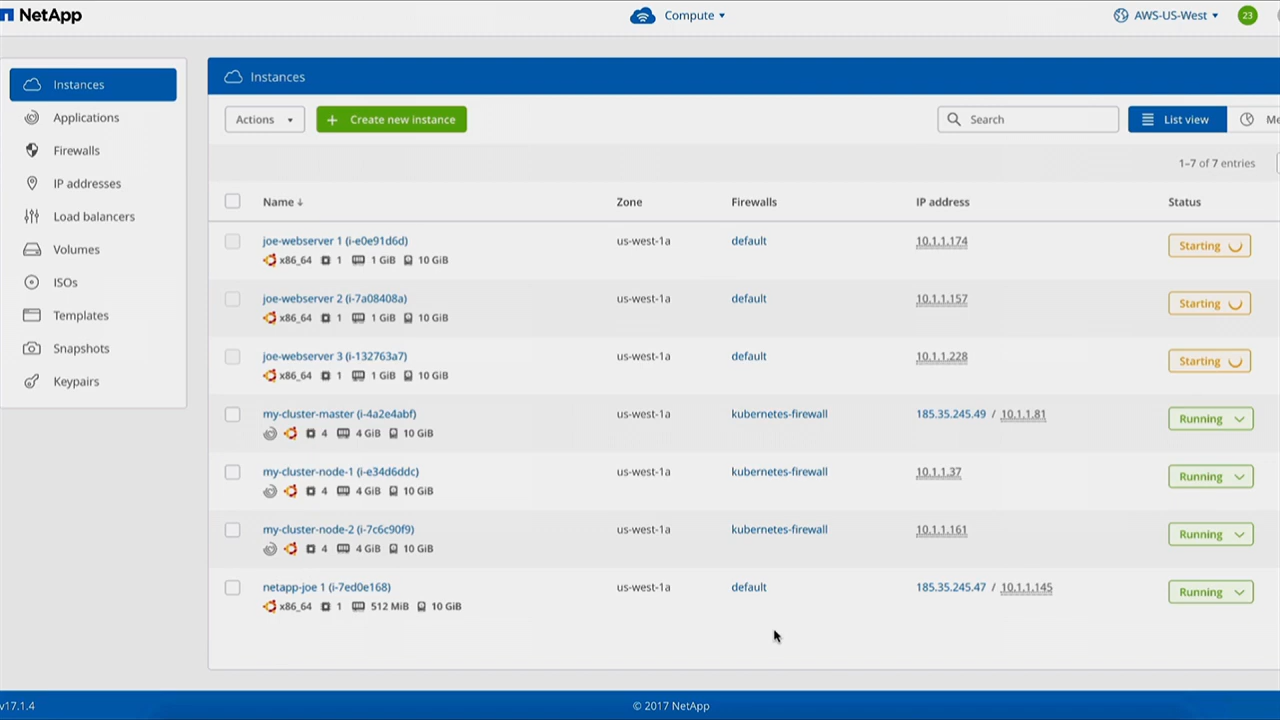 NetApp
Compute
AWS-US-West
23
Instances
Applications
Firewalls
IP addresses
Load balancers
Volumes
ISOs
Templates
Snapshots
Keypairs
Instances
Actions
+ Create new instance
Search
List view
Me
1–7 of 7 entries
Name ↓ Zone Firewalls IP address Status
joe-webserver 1 (i-e0e91d6d) us-west-1a default 10.1.1.174 Starting
x86_64 1 1 GiB 10 GiB
joe-webserver 2 (i-7a08408a) us-west-1a default 10.1.1.157 Starting
x86_64 1 1 GiB 10 GiB
joe-webserver 3 (i-132763a7) us-west-1a default 10.1.1.228 Starting
x86_64 1 1 GiB 10 GiB
my-cluster-master (i-4a2e4abf) us-west-1a kubernetes-firewall 185.35.245.49 / 10.1.1.81 Running
4 4 GiB 10 GiB
my-cluster-node-1 (i-e34d6ddc) us-west-1a kubernetes-firewall 10.1.1.37 Running
4 4 GiB 10 GiB
my-cluster-node-2 (i-7c6c90f9) us-west-1a kubernetes-firewall 10.1.1.161 Running
4 4 GiB 10 GiB
netapp-joe 1 (i-7ed0e168) us-west-1a default 185.35.245.47 / 10.1.1.145 Running
x86_64 1 512 MiB 10 GiB
v17.1.4
© 2017 NetApp